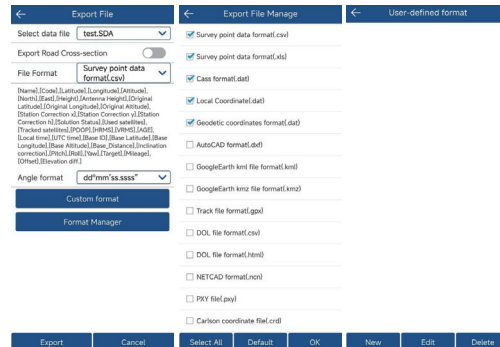 ← Export File
Select data file test.SDA
Export Road Cross-section
File Format Survey point data
format(.csv)
[Name],[Code],[Latitude],[Longitude],[Altitude],
[North],[East],[Height],[Antenna Height],[Original
Latitude],[Original Longitude],[Original Altitude],
[Station Correction x],[Station Correction y],[Station
Correction h],[Solution Status],[Used satellites],
[Tracked satellites],[PDOP],[HRMS],[VRMS],[AGE],
[Local time],[UTC time],[Base ID],[Base Latitude],[Base
Longitude],[Base Altitude],[Base_Distance],[Inclination
correction],[Pitch],[Roll],[Yaw],[Target],[Mileage],
[Offset],[Elevation diff.]
Angle format dd°mm'ss.ssss"
Custom format
Format Manager
Export Cancel
← Export File Manage
Survey point data format(.csv)
Survey point data format(.xls)
Cass format(.dat)
Local Coordinate(.dat)
Geodetic coordinates format(.dat)
AutoCAD format(.dxf)
GoogleEarth kml file format(.kml)
GoogleEarth kmz file format(.kmz)
Track file format(.gpx)
DOL file format(.csv)
DOL file format(.html)
NETCAD format(.ncn)
PXY file(.pxy)
Carlson coordinate file(.crd)
Select All Default OK
← User-defined format
New Edit Delete